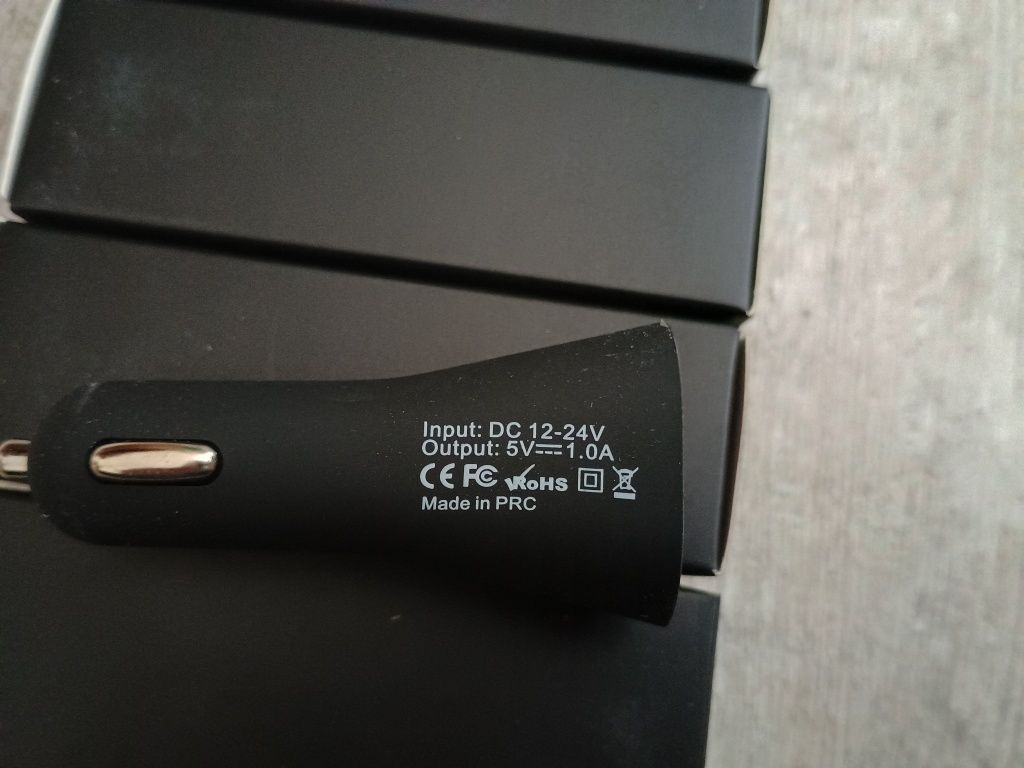 Input: DC 12-24V
Output: 5V⎓1.0A
CE FC RoHS
Made in PRC